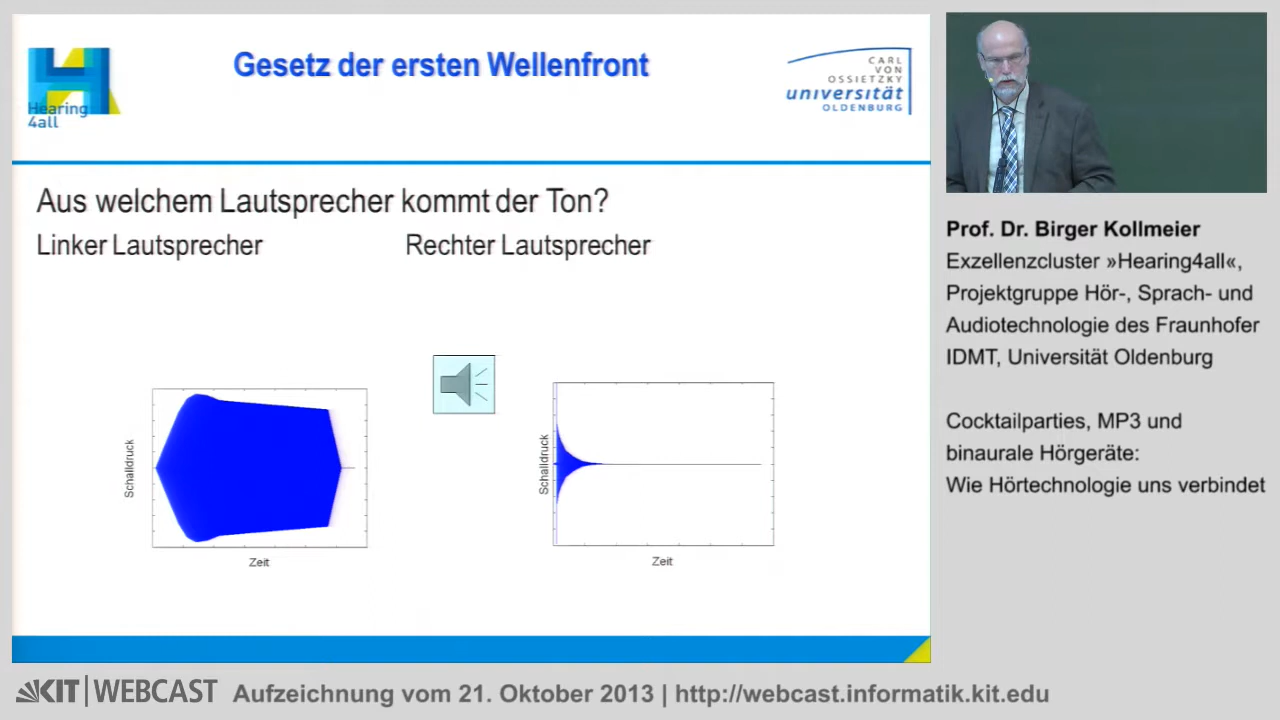 Gesetz der ersten Wellenfront
Hearing
4all
CARL
VON
OSSIETZKY
universität
OLDENBURG
Aus welchem Lautsprecher kommt der Ton?
Linker Lautsprecher
Rechter Lautsprecher
Schalldruck
Zeit
Schalldruck
Zeit
Prof. Dr. Birger Kollmeier
Exzellenzcluster »Hearing4all«,
Projektgruppe Hör-, Sprach- und
Audiotechnologie des Fraunhofer
IDMT, Universität Oldenburg
Cocktailparties, MP3 und
binaurale Hörgeräte:
Wie Hörtechnologie uns verbindet
KIT | WEBCAST Aufzeichnung vom 21. Oktober 2013 | http://webcast.informatik.kit.edu